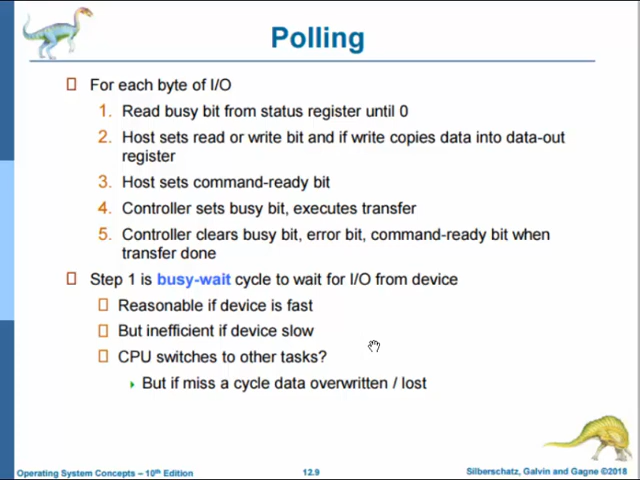 Polling
For each byte of I/O
1. Read busy bit from status register until 0
2. Host sets read or write bit and if write copies data into data-out
register
3. Host sets command-ready bit
4. Controller sets busy bit, executes transfer
5. Controller clears busy bit, error bit, command-ready bit when
transfer done
Step 1 is busy-wait cycle to wait for I/O from device
Reasonable if device is fast
But inefficient if device slow
CPU switches to other tasks?
But if miss a cycle data overwritten / lost
Operating System Concepts – 10th Edition
12.9
Silberschatz, Galvin and Gagne ©2018